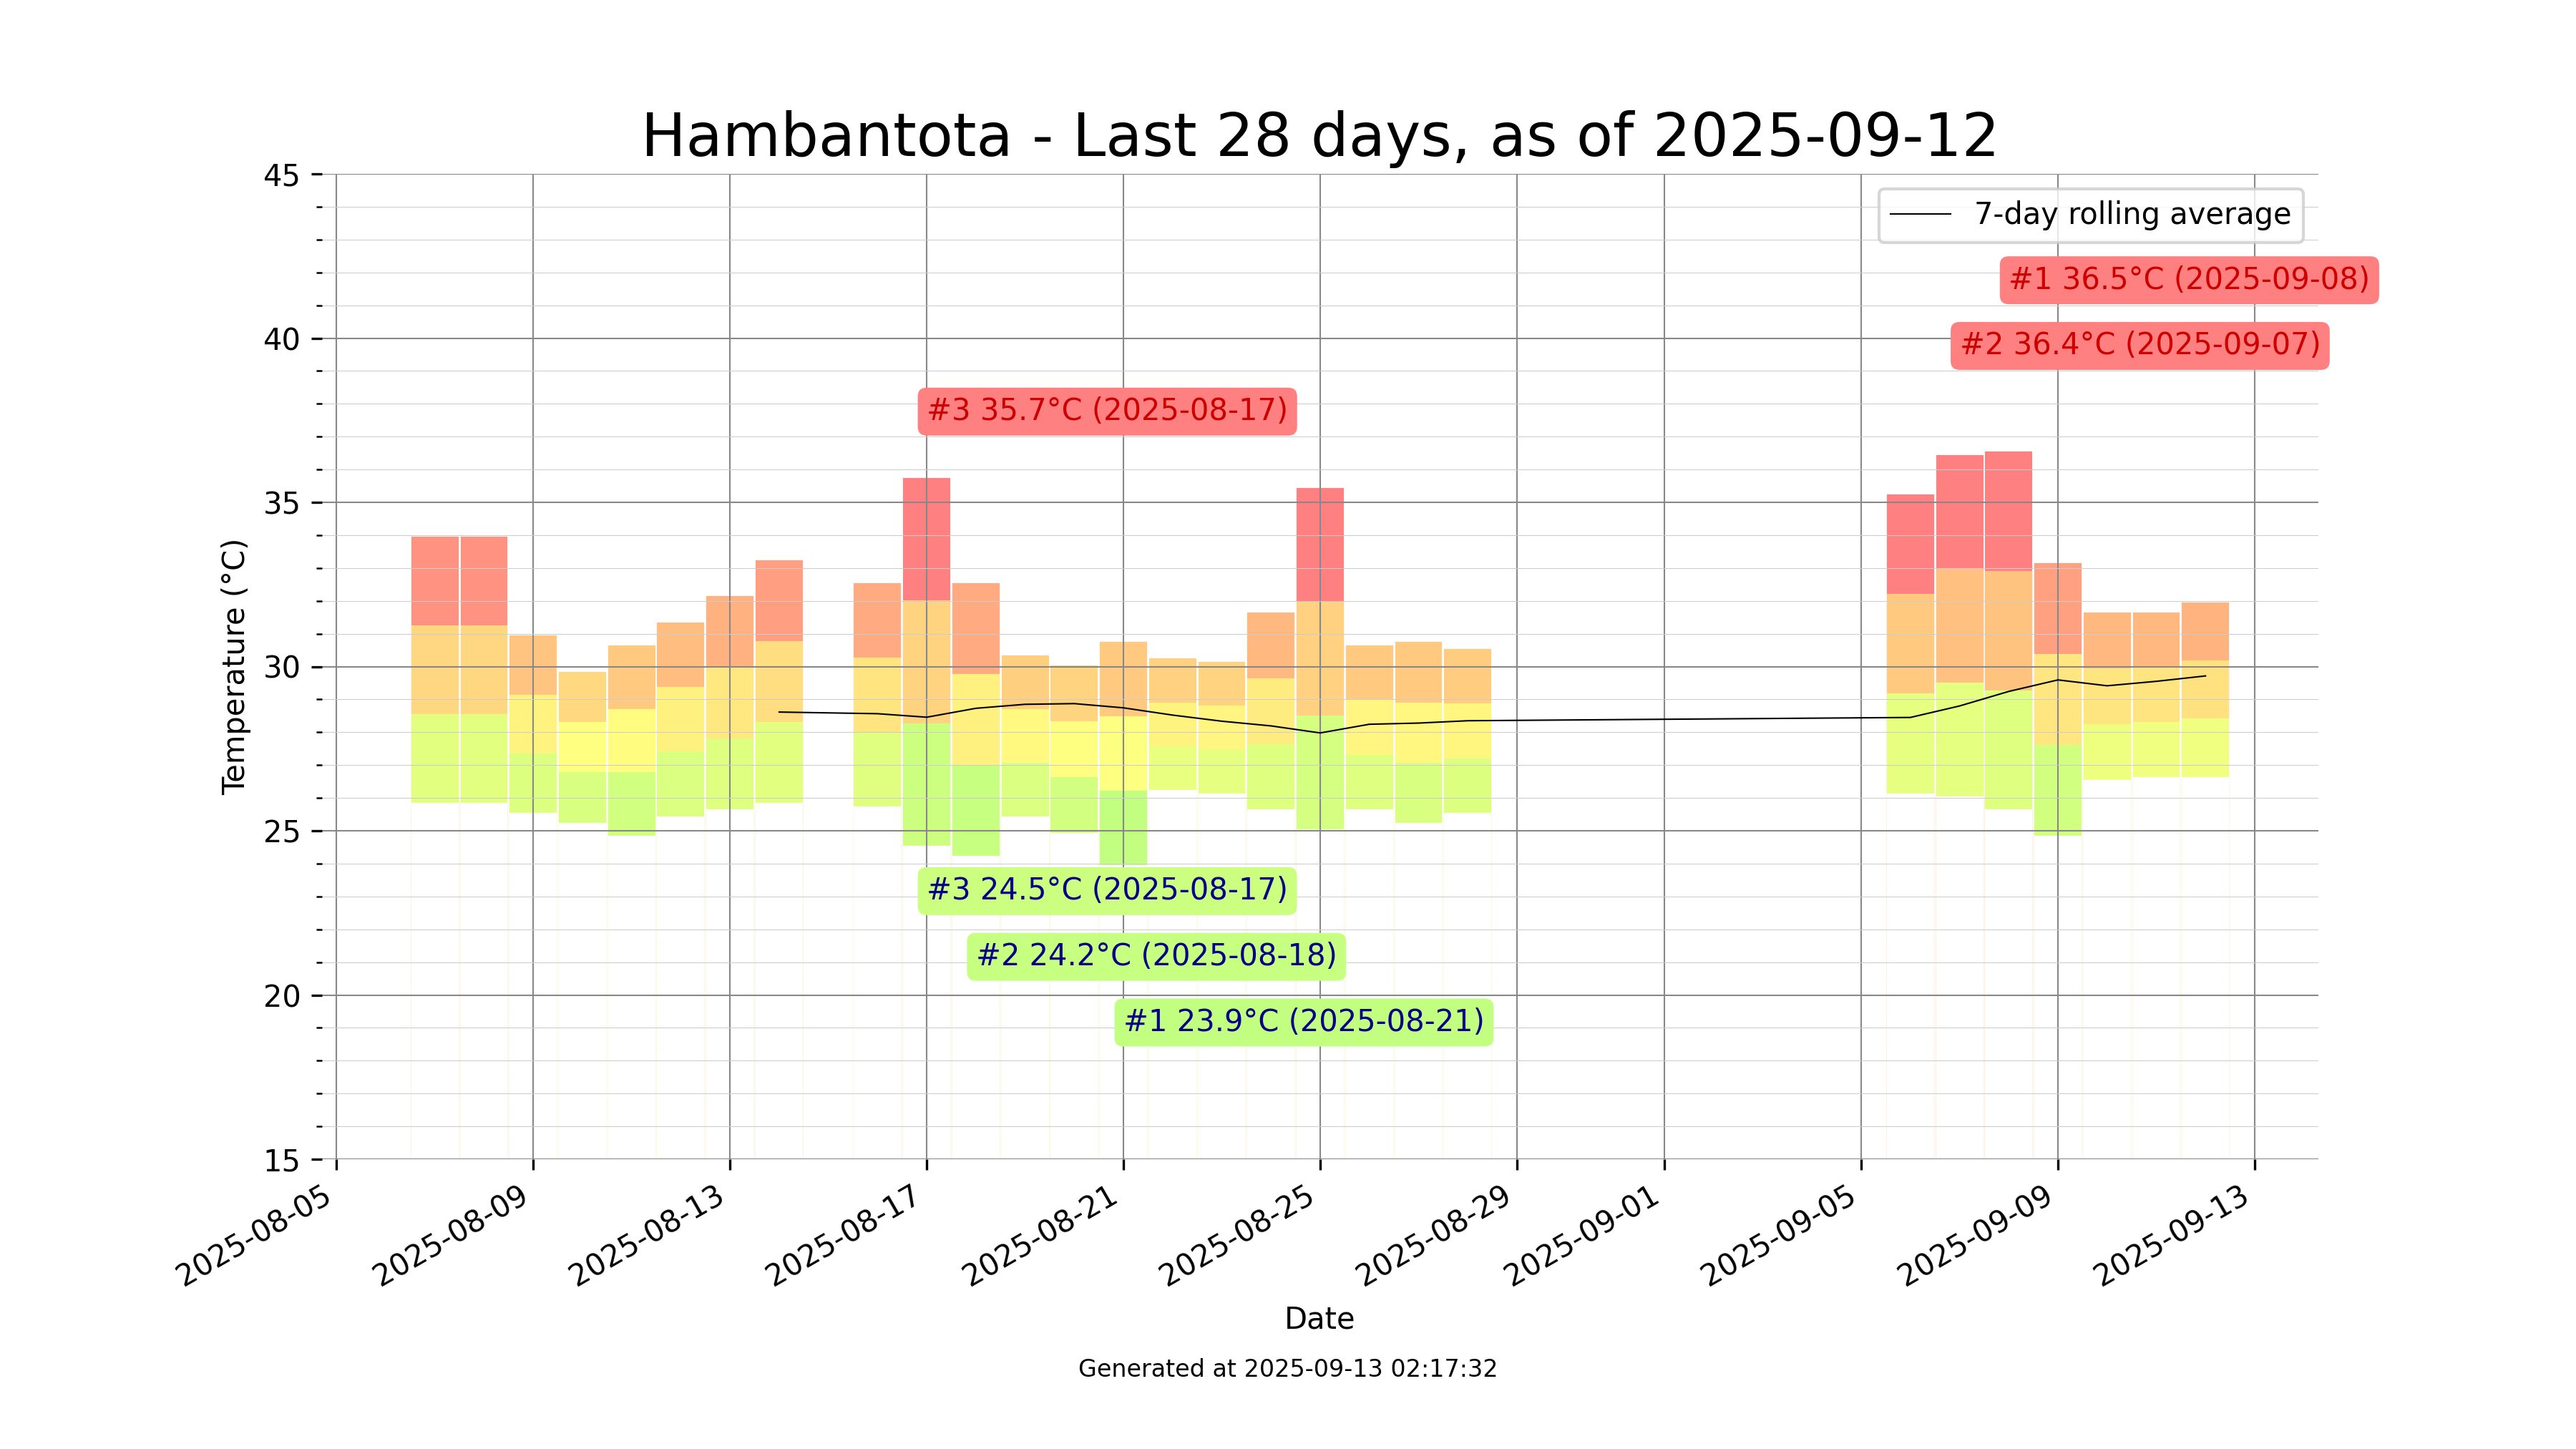 Hambantota - Last 28 days, as of 2025-09-12
45
40
35
30
25
20
15
Temperature (°C)
7-day rolling average
#1 36.5°C (2025-09-08)
#2 36.4°C (2025-09-07)
#3 35.7°C (2025-08-17)
#3 24.5°C (2025-08-17)
#2 24.2°C (2025-08-18)
#1 23.9°C (2025-08-21)
2025-08-05
2025-08-09
2025-08-13
2025-08-17
2025-08-21
2025-08-25
2025-08-29
2025-09-01
2025-09-05
2025-09-09
2025-09-13
Date
Generated at 2025-09-13 02:17:32